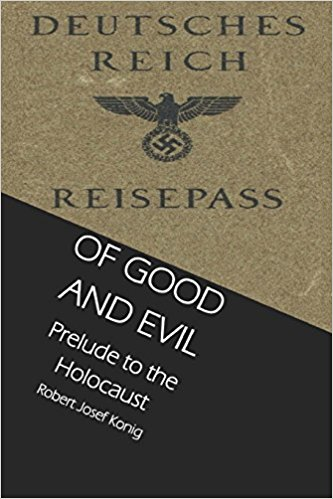 DEUTSCHES
REICH
REISEPASS
OF GOOD
AND EVIL
Prelude to the
Holocaust
Robert Josef Konig